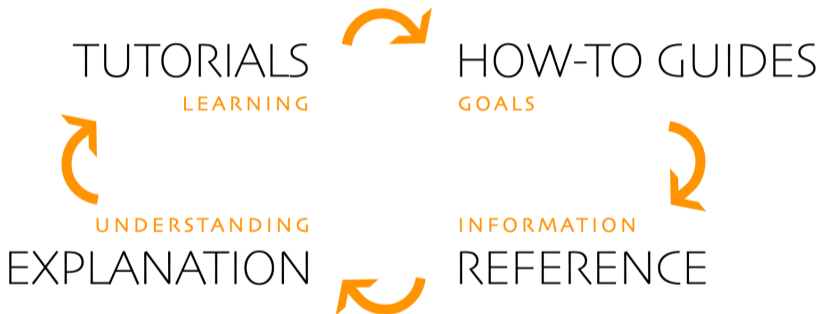 TUTORIALS
LEARNING
HOW-TO GUIDES
GOALS
UNDERSTANDING
EXPLANATION
INFORMATION
REFERENCE